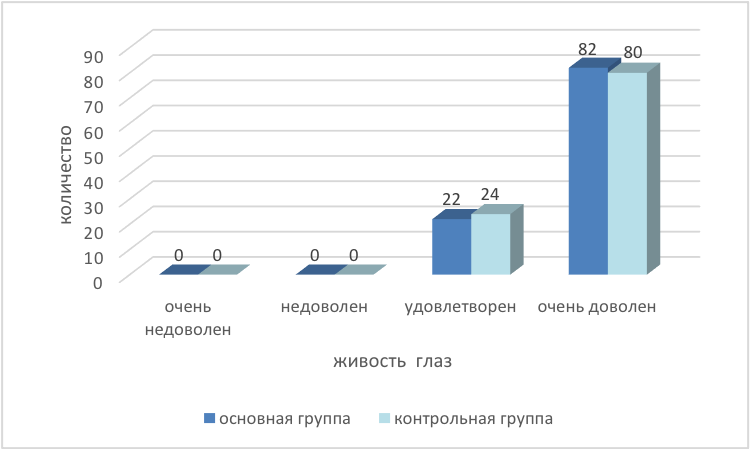 количество
90
80
70
60
50
40
30
20
10
0
0 0
0 0
22 24
82 80
очень
недоволен
недоволен
удовлетворен
очень доволен
живость глаз
основная группа
контрольная группа